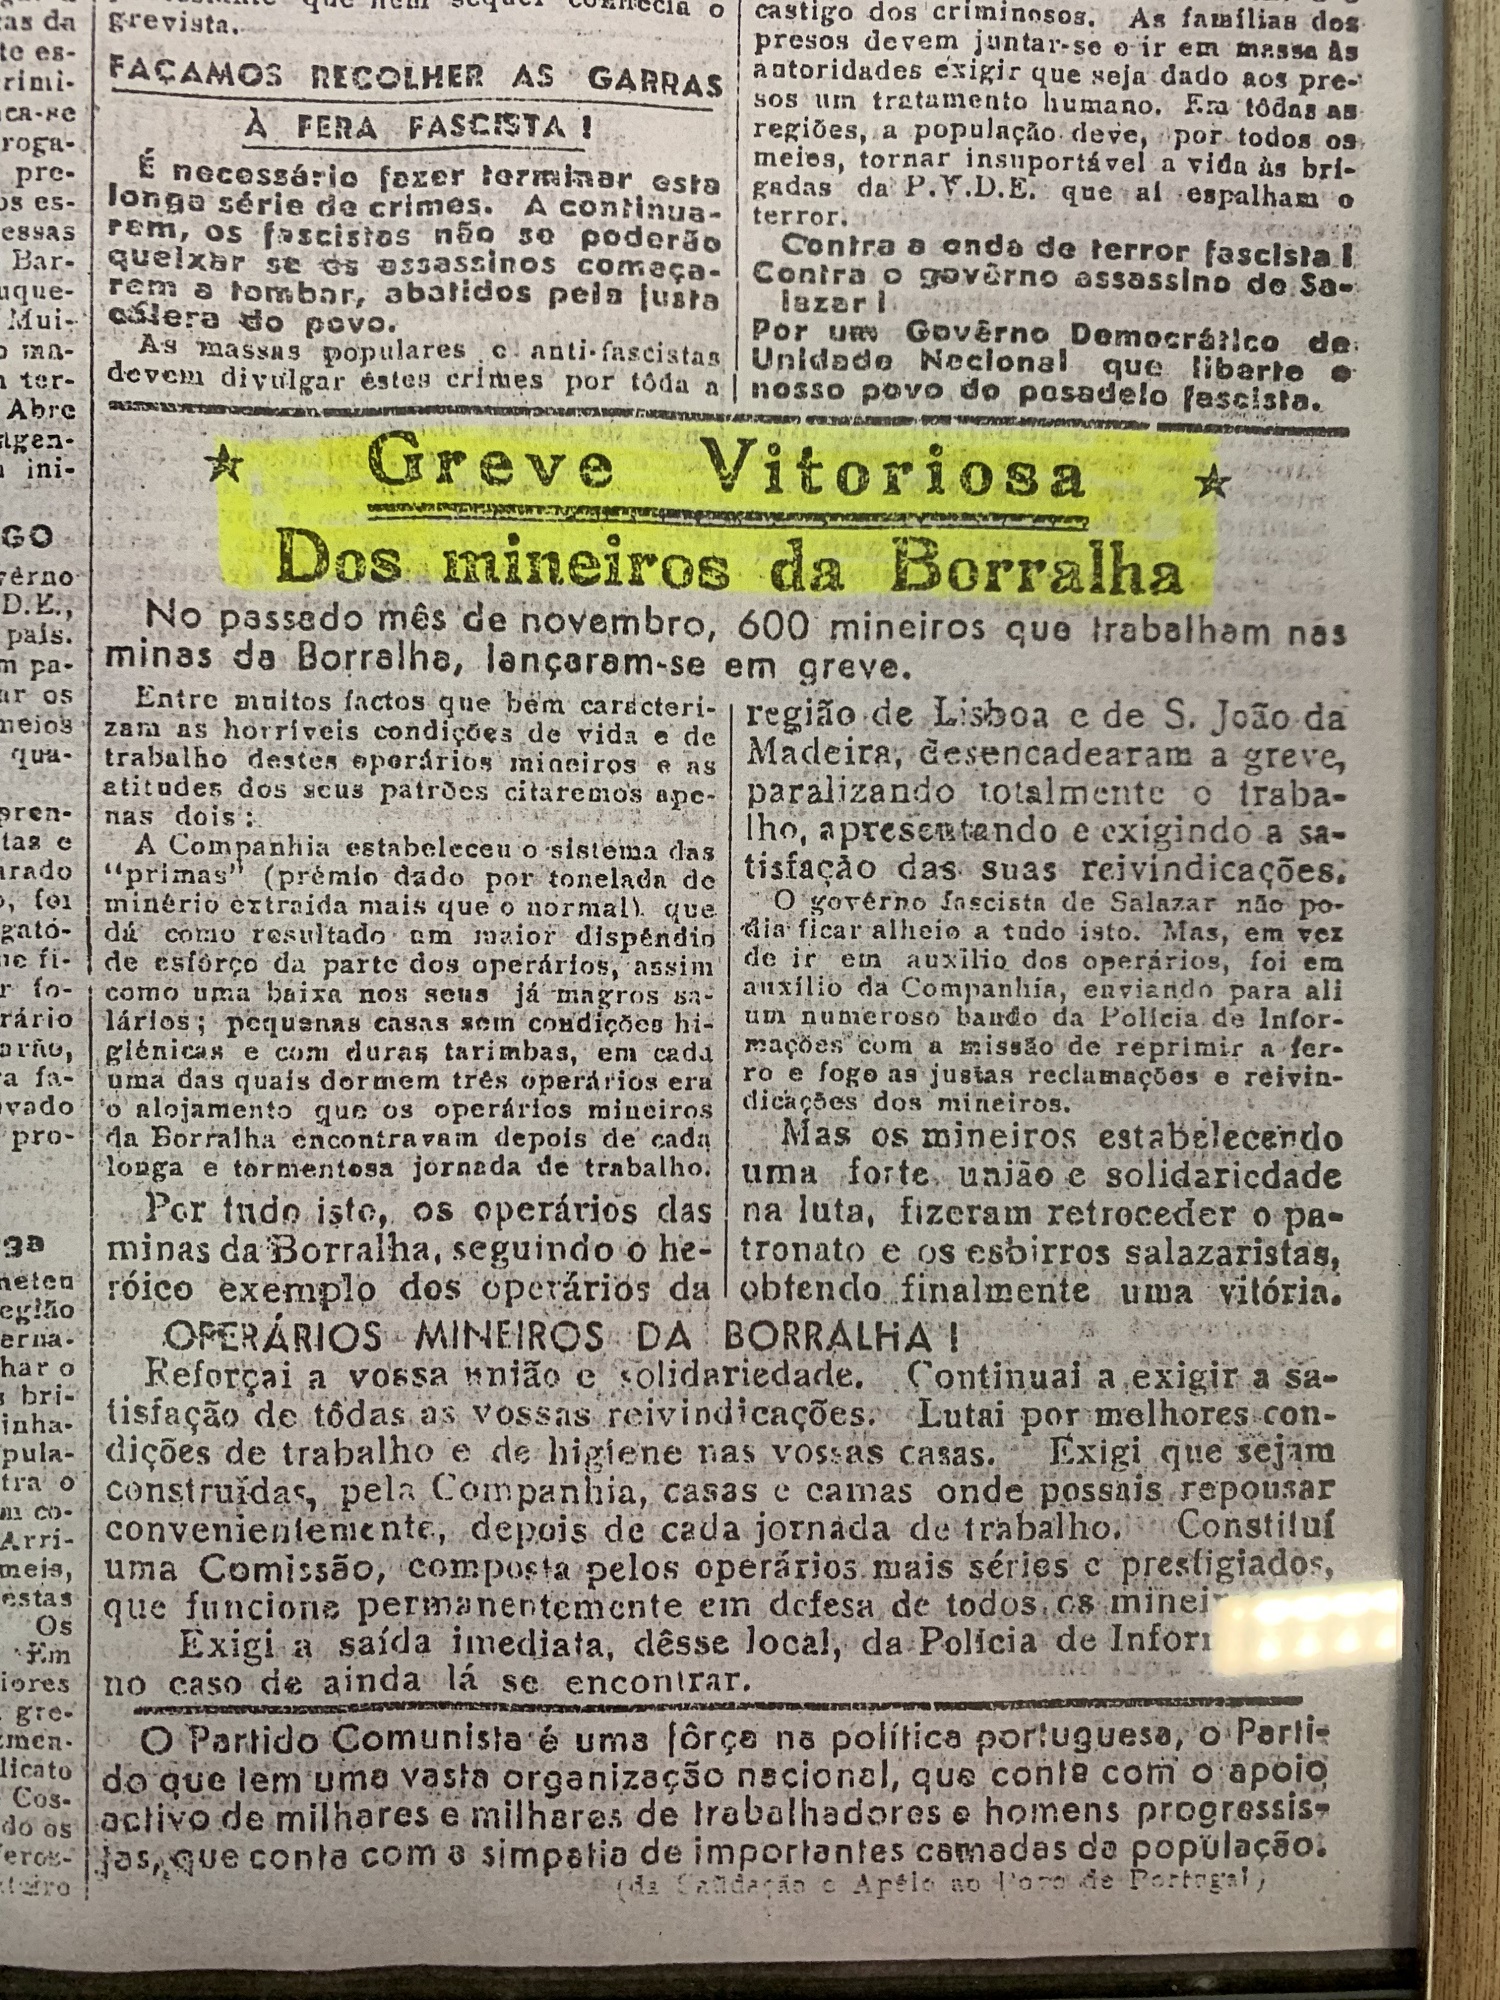 grevista.
FAÇAMOS RECOLHER AS GARRAS
À FERA FASCISTA !
É necessário fazer terminar esta
longa série de crimes. A continua-
rem, os fascistas não se poderão
queixar se os assassinos começa-
rem a tombar, abatidos pela justa
cólera do povo.
As massas populares e anti-fascistas
devem divulgar êstes crimes por tôda a
castigo dos criminosos. As famílias dos
presos devem juntar-se e ir em massa às
autoridades exigir que seja dado aos pre-
sos um tratamento humano. Em tôdas as
regiões, a população deve, por todos os
meios, tornar insuportável a vida às bri-
gadas da P.V.D.E. que aí espalham o
terror.
Contra a onda de terror fascista !
Contra o govêrno assassino de Sa-
lazar !
Por um Govêrno Democrático de
Unidade Nacional que liberte o
nosso povo do pesadelo fascista.
★ Greve Vitoriosa ★
Dos mineiros da Borralha
No passado mês de novembro, 600 mineiros que trabalham nas
minas da Borralha, lançaram-se em greve.
Entre muitos factos que bem caracteri-
zam as horríveis condições de vida e de
trabalho destes operários mineiros e as
atitudes dos seus patrões citaremos ape-
nas dois :
A Companhia estabeleceu o sistema das
"primas" (prémio dado por tonelada de
minério extraida mais que o normal) que
dá como resultado um maior dispêndio
de esfôrço da parte dos operários, assim
como uma baixa nos seus já magros sa-
lários ; pequenas casas sem condições hi-
giénicas e com duras tarimbas, em cada
uma das quais dormem três operários era
o alojamento que os operários mineiros
da Borralha encontravam depois de cada
longa e tormentosa jornada de trabalho.
Por tudo isto, os operários das
minas da Borralha, seguindo o he-
róico exemplo dos operários da
região de Lisboa e de S. João da
Madeira, desencadearam a greve,
paralizando totalmente o traba-
lho, apresentando e exigindo a sa-
tisfação das suas reivindicações.
O govêrno fascista de Salazar não po-
dia ficar alheio a tudo isto. Mas, em vez
de ir em auxilio dos operários, foi em
auxílio da Companhia, enviando para ali
um numeroso bando da Polícia de Infor-
mações com a missão de reprimir a fer-
ro e fogo as justas reclamações e reivin-
dicações dos mineiros.
Mas os mineiros estabelecendo
uma forte união e solidariedade
na luta, fizeram retroceder o pa-
tronato e os esbirros salazaristas,
obtendo finalmente uma vitória.
OPERÁRIOS MINEIROS DA BORRALHA !
Reforçai a vossa união e solidariedade. Continuai a exigir a sa-
tisfação de tôdas as vossas reivindicações. Lutai por melhores con-
dições de trabalho e de higiene nas vossas casas. Exigi que sejam
construídas, pela Companhia, casas e camas onde possais repousar
convenientemente, depois de cada jornada de trabalho. Constituí
uma Comissão, composta pelos operários mais séries e prestigiados,
que funcione permanentemente em defesa de todos os minei
Exigi a saída imediata, dêsse local, da Polícia de Infor
no caso de ainda lá se encontrar.
O Partido Comunista é uma fôrça na política portuguesa, o Parti-
do que tem uma vasta organização nacional, que conta com o apoio
activo de milhares e milhares de trabalhadores e homens progressis-
tas, que conta com a simpatia de importantes camadas da população.
(da Saüdação e Apêlo ao Povo de Portugal)